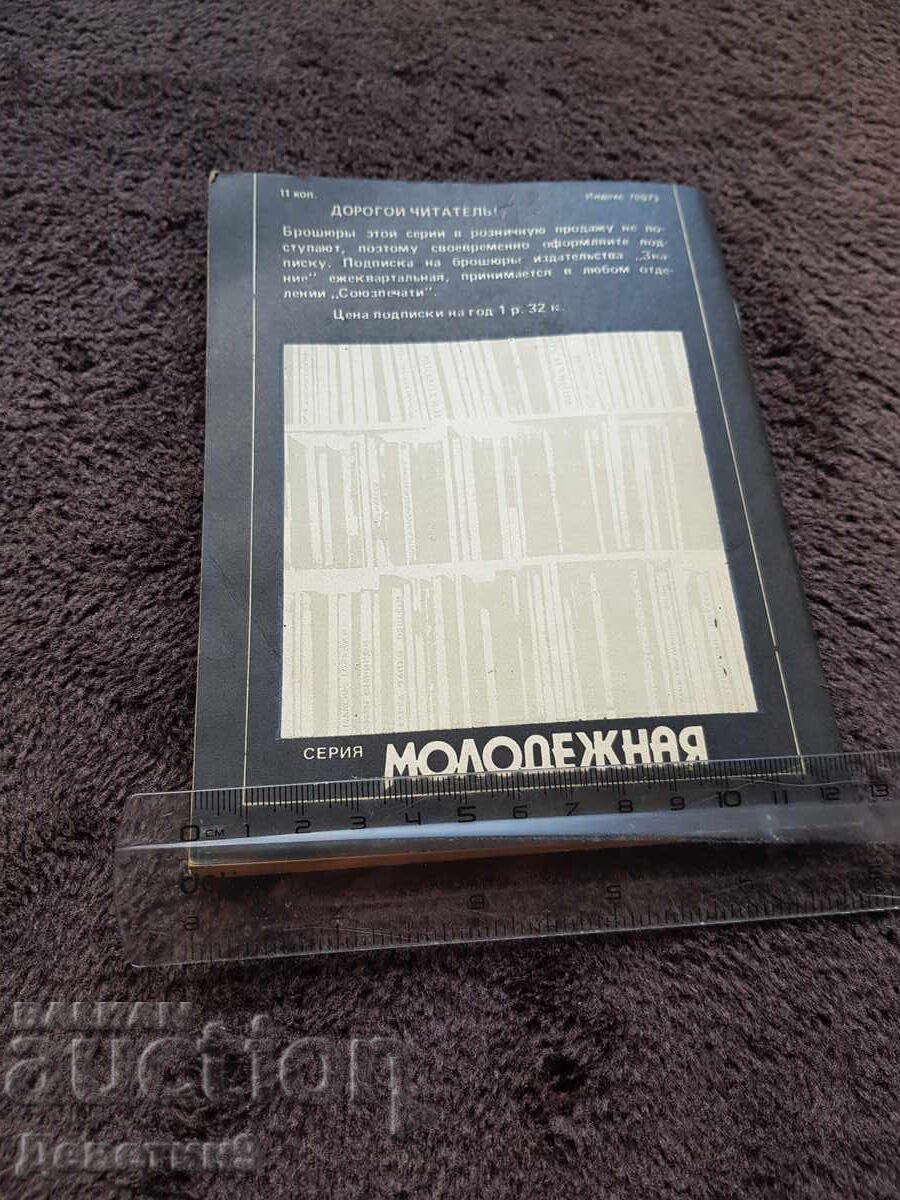 11 коп.
Индекс 70073
ДОРОГОЙ ЧИТАТЕЛЬ!
Брошюры этой серии в розничную продажу не по-
ступают, поэтому своевременно оформляйте под-
писку. Подписка на брошюры издательства „Зна-
ние" ежеквартальная, принимается в любом отде-
лении „Союзпечати".
Цена подписки на год 1 р. 32 к.
СЕРИЯ МОЛОДЕЖНАЯ
0 см 1 2 3 4 5 6 7 8 9 10 11 12 13
BALKAN
auction
Деветки9